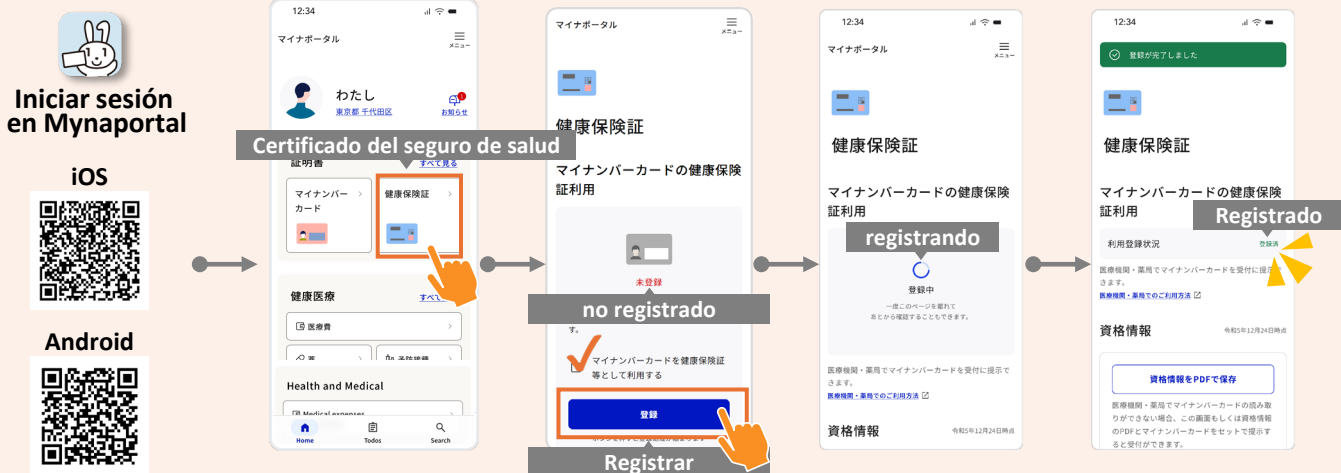 Iniciar sesión
en Mynaportal
iOS
Android
12:34
マイナポータル
メニュー
わたし
東京都 千代田区
お知らせ
Certificado del seguro de salud
証明書
すべて見る
マイナンバー
カード
健康保険証
健康医療
医療費
Health and Medical
Medical expenses
Home
Todos
Search
マイナポータル
メニュー
健康保険証
マイナンバーカードの健康保険
証利用
未登録
no registrado
す。
マイナンバーカードを健康保険証
等として利用する
登録
Registrar
12:34
マイナポータル
メニュー
健康保険証
マイナンバーカードの健康保険
証利用
registrando
登録中
一度このページを離れて
あとから確認することもできます。
医療機関・薬局でマイナンバーカードを受付に提示で
きます。
医療機関・薬局でのご利用方法
資格情報
令和5年12月24日時点
12:34
登録が完了しました
健康保険証
マイナンバーカードの健康保険
証利用
Registrado
利用登録状況
登録済
医療機関・薬局でマイナンバーカードを受付に提示
きます。
医療機関・薬局でのご利用方法
資格情報
令和5年12月24日時点
資格情報をPDFで保存
医療機関・薬局でマイナンバーカードの読み取
りができない場合、この画面もしくは資格情報
のPDFとマイナンバーカードをセットで提示す
ると受付ができます。